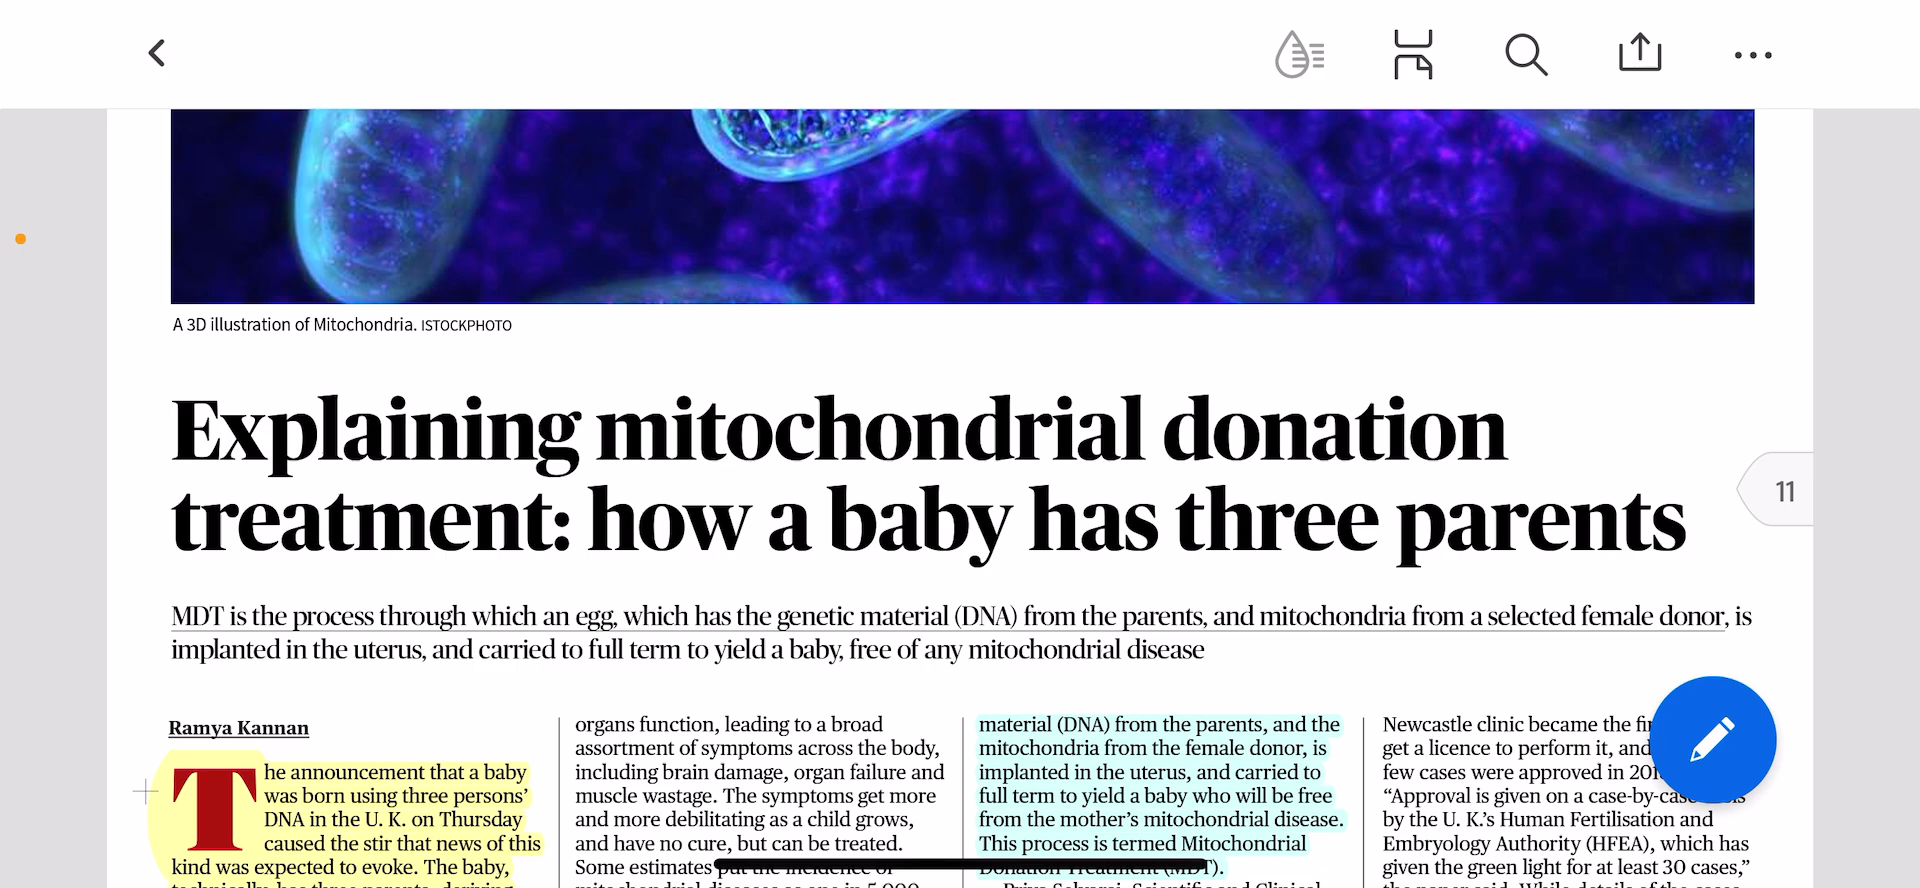 A 3D illustration of Mitochondria. ISTOCKPHOTO
Explaining mitochondrial donation
treatment: how a baby has three parents
11
MDT is the process through which an egg, which has the genetic material (DNA) from the parents, and mitochondria from a selected female donor, is
implanted in the uterus, and carried to full term to yield a baby, free of any mitochondrial disease
Ramya Kannan
The announcement that a baby
was born using three persons’
DNA in the U. K. on Thursday
caused the stir that news of this
kind was expected to evoke. The baby,
organs function, leading to a broad
assortment of symptoms across the body,
including brain damage, organ failure and
muscle wastage. The symptoms get more
and more debilitating as a child grows,
and have no cure, but can be treated.
Some estimates put the incidence of
material (DNA) from the parents, and the
mitochondria from the female donor, is
implanted in the uterus, and carried to
full term to yield a baby who will be free
from the mother’s mitochondrial disease.
This process is termed Mitochondrial
Donation Treatment (MDT).
Newcastle clinic became the
get a licence to perform it, and
few cases were approved in
“Approval is given on a
by the U. K.’s Human Fertilisation and
Embryology Authority (HFEA), which has
given the green light for at least 30 cases,”